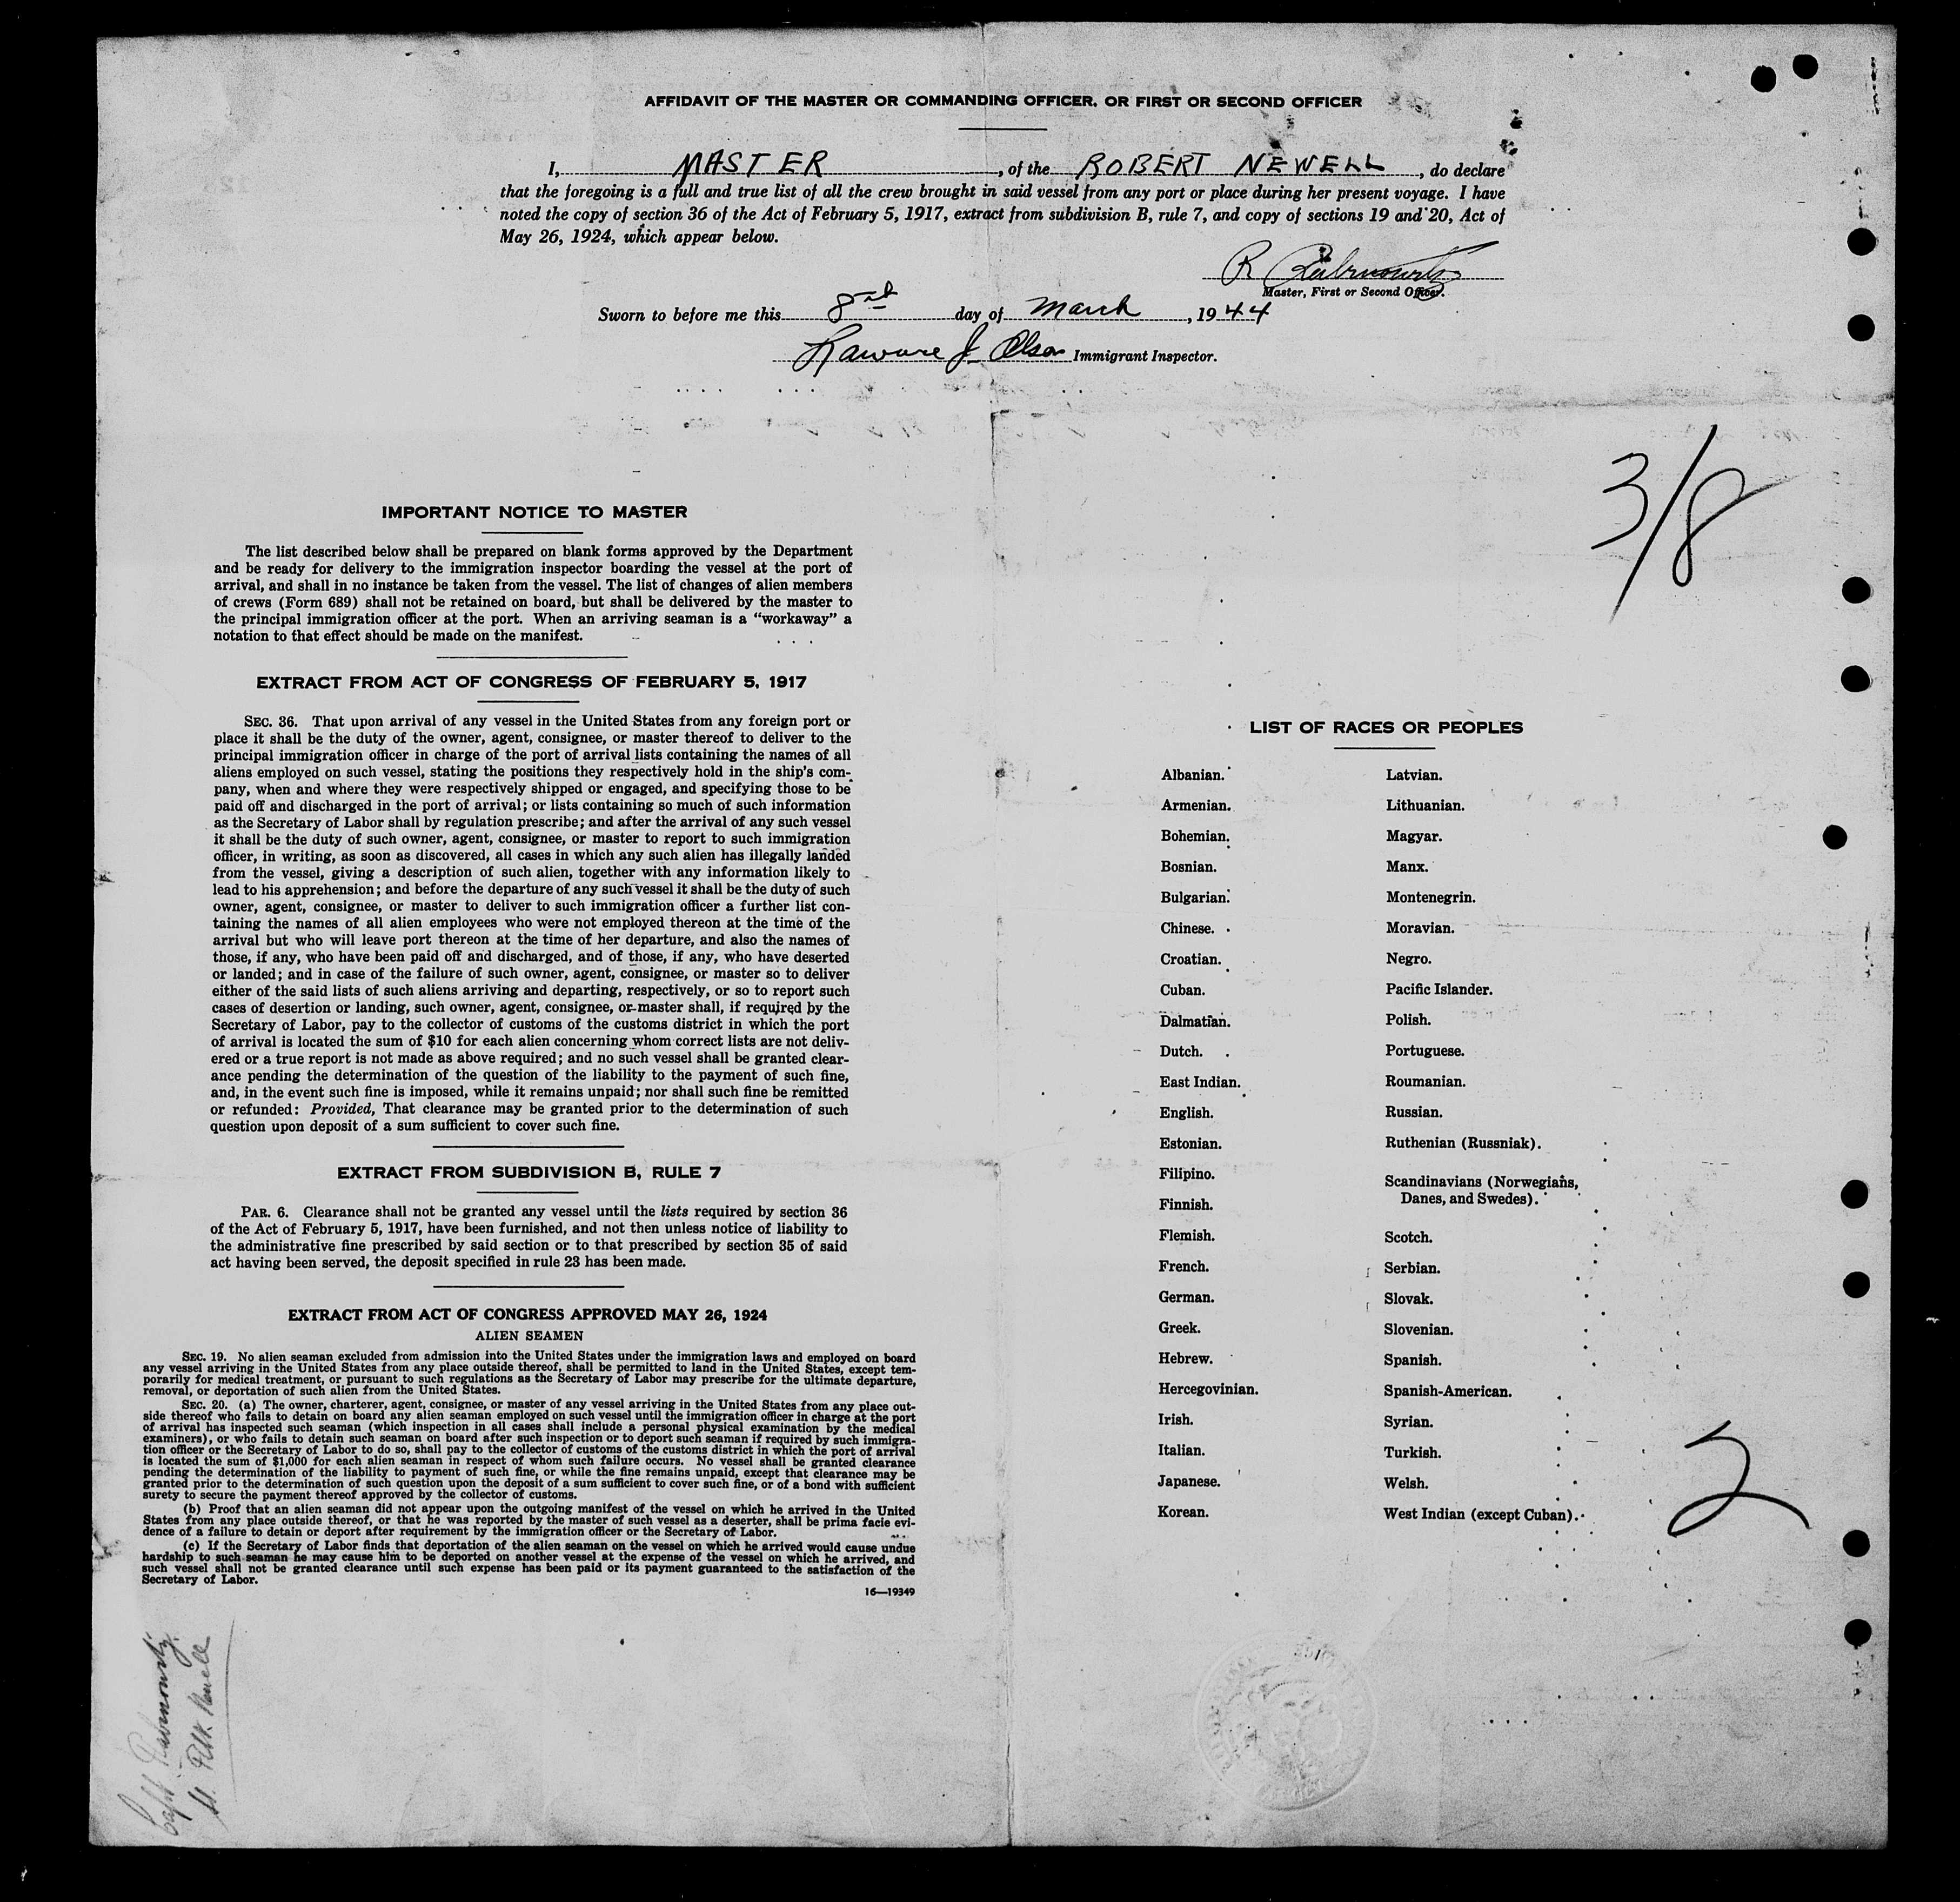 AFFIDAVIT OF THE MASTER OR COMMANDING OFFICER, OR FIRST OR SECOND OFFICER
I, MASTER, of the ROBERT NEWELL, do declare
that the foregoing is a full and true list of all the crew brought in said vessel from any port or place during her present voyage. I have
noted the copy of section 36 of the Act of February 5, 1917, extract from subdivision B, rule 7, and copy of sections 19 and 20, Act of
May 26, 1924, which appear below.
R
Master, First or Second Officer.
Sworn to before me this 8 day of March, 1944
J Olson Immigrant Inspector.
3/8
IMPORTANT NOTICE TO MASTER
The list described below shall be prepared on blank forms approved by the Department
and be ready for delivery to the immigration inspector boarding the vessel at the port of
arrival, and shall in no instance be taken from the vessel. The list of changes of alien members
of crews (Form 689) shall not be retained on board, but shall be delivered by the master to
the principal immigration officer at the port. When an arriving seaman is a "workaway" a
notation to that effect should be made on the manifest.
EXTRACT FROM ACT OF CONGRESS OF FEBRUARY 5, 1917
SEC. 36. That upon arrival of any vessel in the United States from any foreign port or
place it shall be the duty of the owner, agent, consignee, or master thereof to deliver to the
principal immigration officer in charge of the port of arrival lists containing the names of all
aliens employed on such vessel, stating the positions they respectively hold in the ship's com-
pany, when and where they were respectively shipped or engaged, and specifying those to be
paid off and discharged in the port of arrival; or lists containing so much of such information
as the Secretary of Labor shall by regulation prescribe; and after the arrival of any such vessel
it shall be the duty of such owner, agent, consignee, or master to report to such immigration
officer, in writing, as soon as discovered, all cases in which any such alien has illegally landed
from the vessel, giving a description of such alien, together with any information likely to
lead to his apprehension; and before the departure of any such vessel it shall be the duty of such
owner, agent, consignee, or master to deliver to such immigration officer a further list con-
taining the names of all alien employees who were not employed thereon at the time of the
arrival but who will leave port thereon at the time of her departure, and also the names of
those, if any, who have been paid off and discharged, and of those, if any, who have deserted
or landed; and in case of the failure of such owner, agent, consignee, or master so to deliver
either of the said lists of such aliens arriving and departing, respectively, or so to report such
cases of desertion or landing, such owner, agent, consignee, or master shall, if required by the
Secretary of Labor, pay to the collector of customs of the customs district in which the port
of arrival is located the sum of $10 for each alien concerning whom correct lists are not deliv-
ered or a true report is not made as above required; and no such vessel shall be granted clear-
ance pending the determination of the question of the liability to the payment of such fine,
and, in the event such fine is imposed, while it remains unpaid; nor shall such fine be remitted
or refunded: Provided, That clearance may be granted prior to the determination of such
question upon deposit of a sum sufficient to cover such fine.
EXTRACT FROM SUBDIVISION B, RULE 7
PAR. 6. Clearance shall not be granted any vessel until the lists required by section 36
of the Act of February 5, 1917, have been furnished, and not then unless notice of liability to
the administrative fine prescribed by said section or to that prescribed by section 35 of said
act having been served, the deposit specified in rule 23 has been made.
EXTRACT FROM ACT OF CONGRESS APPROVED MAY 26, 1924
ALIEN SEAMEN
SEC. 19. No alien seaman excluded from admission into the United States under the immigration laws and employed on board
any vessel arriving in the United States from any place outside thereof, shall be permitted to land in the United States, except tem-
porarily for medical treatment, or pursuant to such regulations as the Secretary of Labor may prescribe for the ultimate departure,
removal, or deportation of such alien from the United States.
SEC. 20. (a) The owner, charterer, agent, consignee, or master of any vessel arriving in the United States from any place out-
side thereof who fails to detain on board any alien seaman employed on such vessel until the immigration officer in charge at the port
of arrival has inspected such seaman (which inspection in all cases shall include a personal physical examination by the medical
examiners), or who fails to detain such seaman on board after such inspection or to deport such seaman if required by such immigra-
tion officer or the Secretary of Labor to do so, shall pay to the collector of customs of the customs district in which the port of arrival
is located the sum of $1,000 for each alien seaman in respect of whom such failure occurs. No vessel shall be granted clearance
pending the determination of the liability to payment of such fine, or while the fine remains unpaid, except that clearance may be
granted prior to the determination of such question upon the deposit of a sum sufficient to cover such fine, or of a bond with sufficient
surety to secure the payment thereof approved by the collector of customs.
(b) Proof that an alien seaman did not appear upon the outgoing manifest of the vessel on which he arrived in the United
States from any place outside thereof, or that he was reported by the master of such vessel as a deserter, shall be prima facie evi-
dence of a failure to detain or deport after requirement by the immigration officer or the Secretary of Labor.
(c) If the Secretary of Labor finds that deportation of the alien seaman on the vessel on which he arrived would cause undue
hardship to such seaman he may cause him to be deported on another vessel at the expense of the vessel on which he arrived, and
such vessel shall not be granted clearance until such expense has been paid or its payment guaranteed to the satisfaction of the
Secretary of Labor.
16—19349
LIST OF RACES OR PEOPLES
Albanian.
Armenian.
Bohemian.
Bosnian.
Bulgarian.
Chinese.
Croatian.
Cuban.
Dalmatian.
Dutch.
East Indian.
English.
Estonian.
Filipino.
Finnish.
Flemish.
French.
German.
Greek.
Hebrew.
Hercegovinian.
Irish.
Italian.
Japanese.
Korean.
Latvian.
Lithuanian.
Magyar.
Manx.
Montenegrin.
Moravian.
Negro.
Pacific Islander.
Polish.
Portuguese.
Roumanian.
Russian.
Ruthenian (Russniak).
Scandinavians (Norwegians,
Danes, and Swedes).
Scotch.
Serbian.
Slovak.
Slovenian.
Spanish.
Spanish-American.
Syrian.
Turkish.
Welsh.
West Indian (except Cuban).
2
Capt